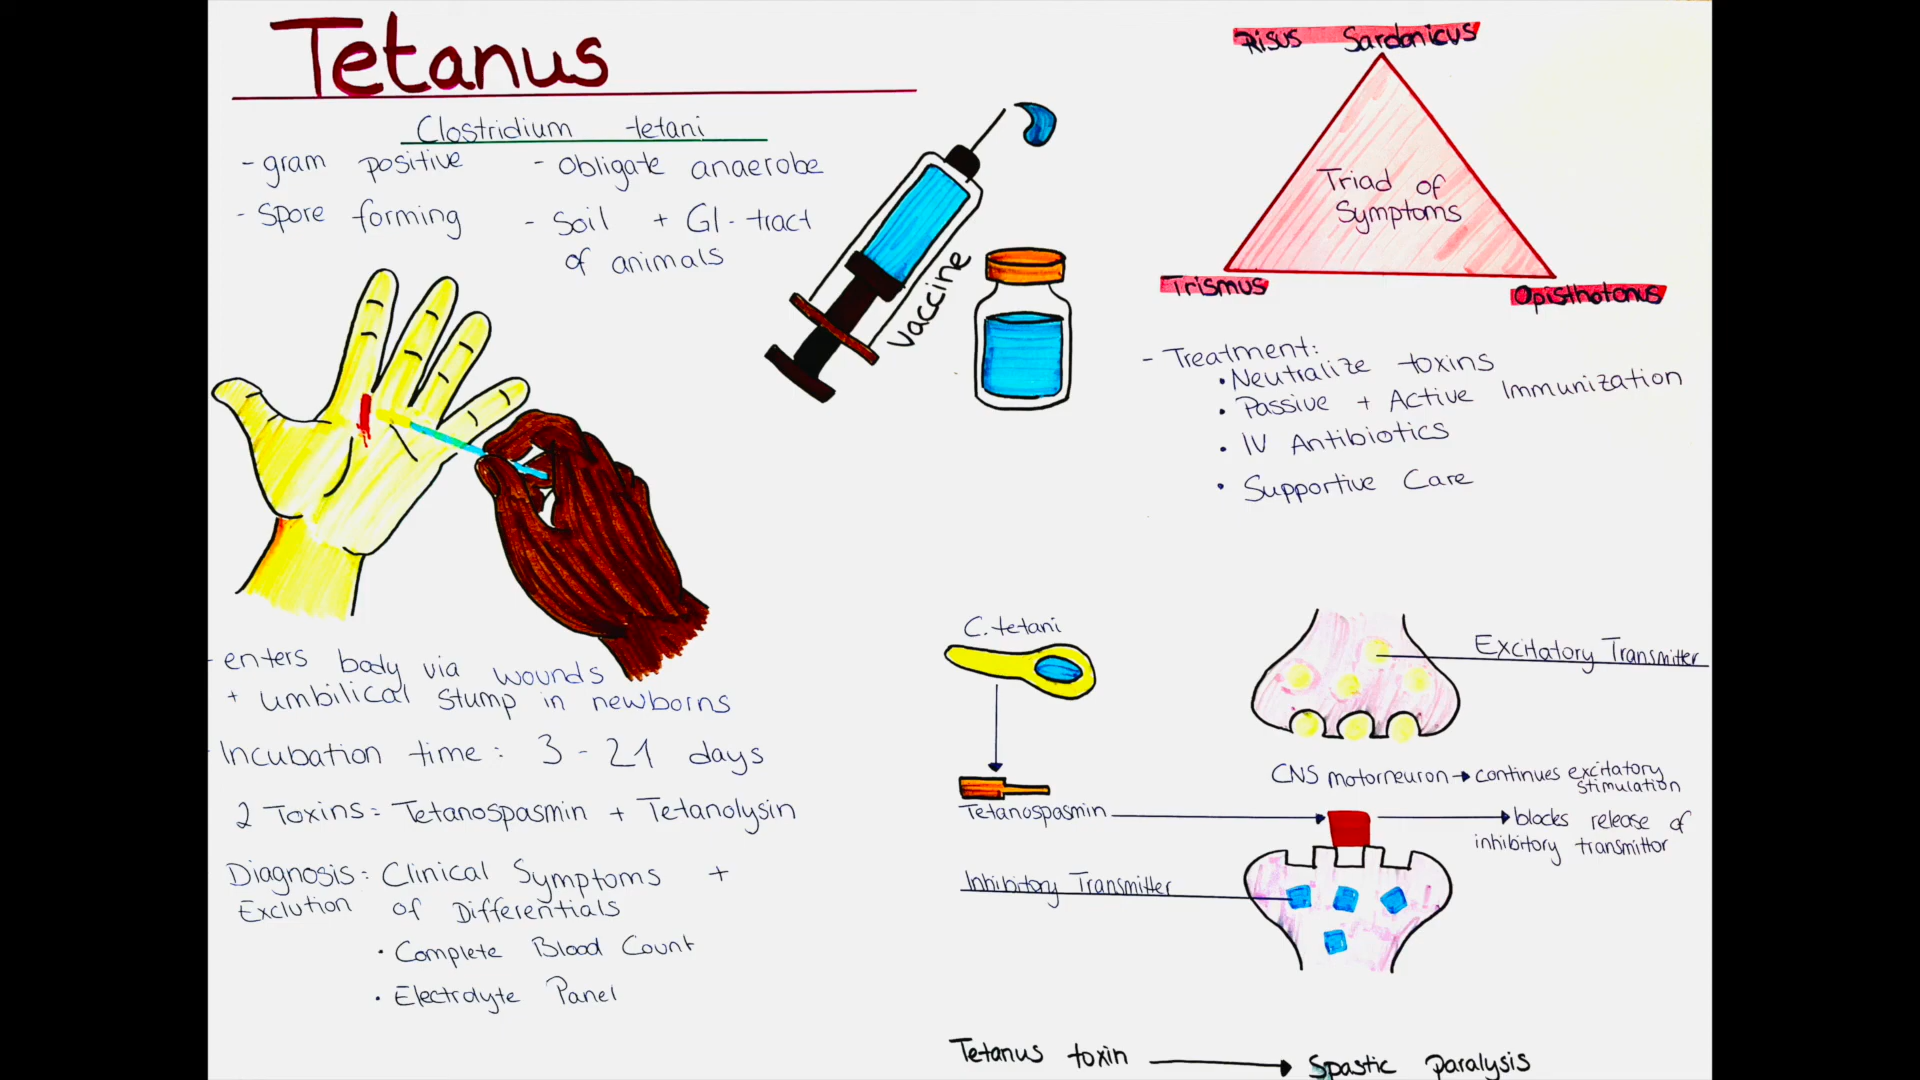 Tetanus
Clostridium tetani
- gram positive
- Spore forming
- Obligate anaerobe
- Soil + GI-tract
of animals
vaccine
- enters body via wounds
+ umbilical stump in newborns
- Incubation time: 3 - 21 days
2 Toxins = Tetanospasmin + Tetanolysin
Diagnosis: Clinical Symptoms +
Exclution of Differentials
• Complete Blood Count
• Electrolyte Panel
Risus Sardonicus
Triad of
Symptoms
Trismus
Opisthotonus
- Treatment:
• Neutralize toxins
• Passive + Active Immunization
• IV Antibiotics
• Supportive Care
C. tetani
Tetanospasmin
Inhibitory Transmitter
Excitatory Transmitter
CNS motorneuron → continues excitatory
stimulation
blocks release of
inhibitory transmittor
Tetanus toxin → Spastic paralysis